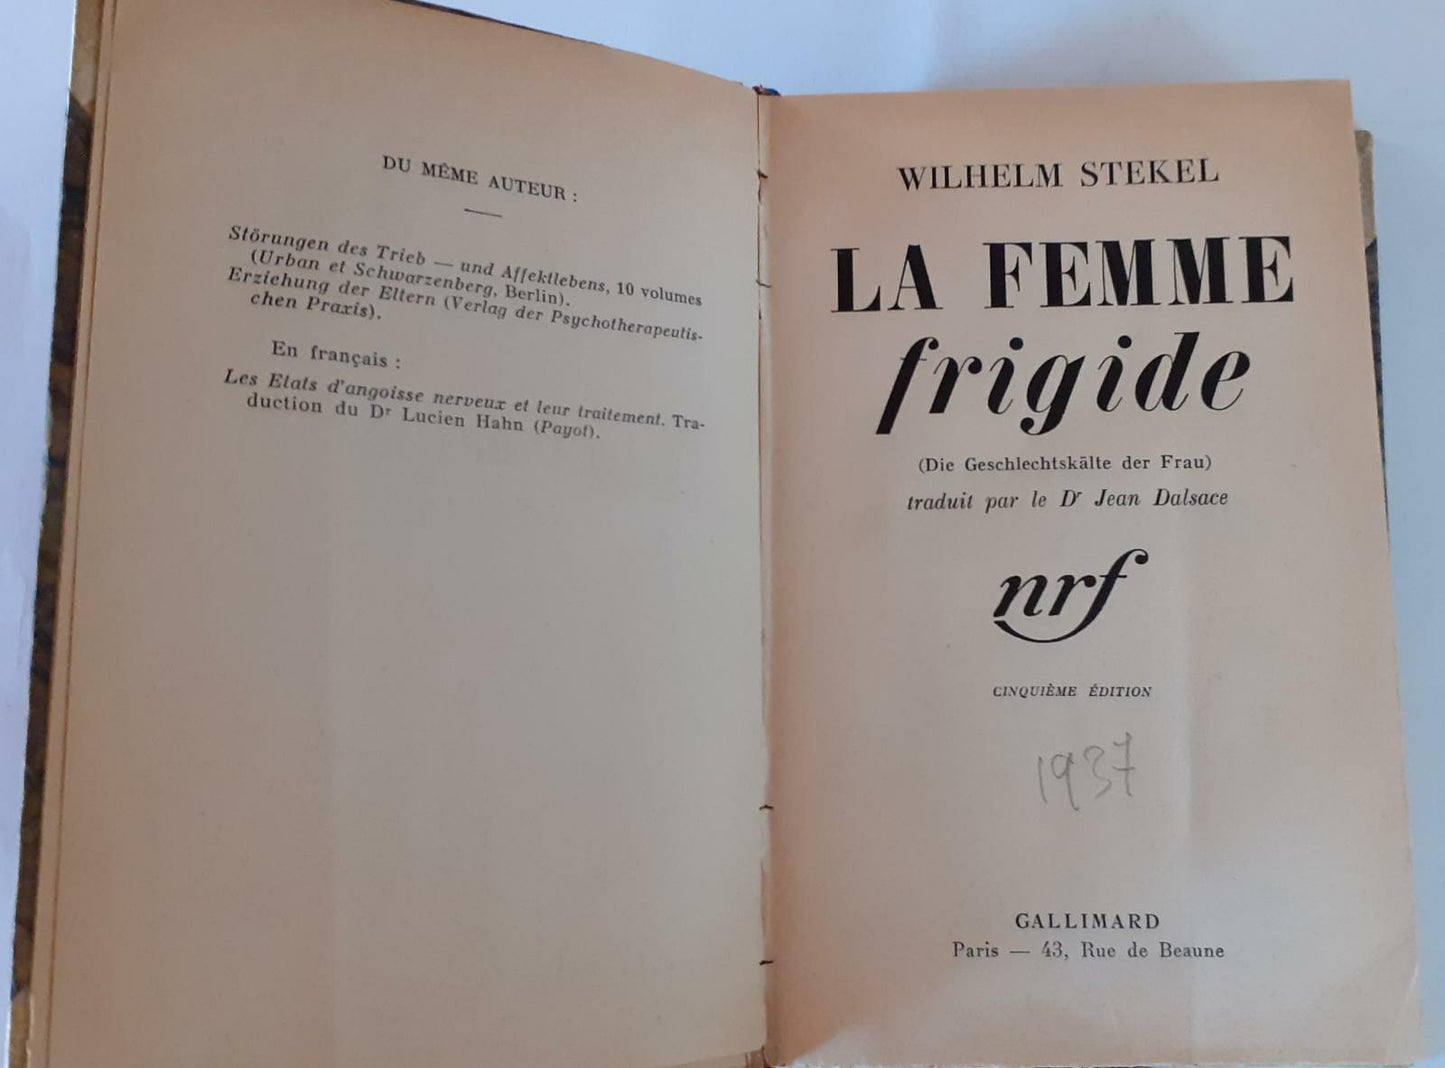 DU MÊME AUTEUR :
Störungen des Trieb — und Affektlebens, 10 volumes
(Urban et Schwarzenberg, Berlin).
Erziehung der Eltern (Verlag der Psychotherapeutis-
chen Praxis).
En français :
Les Etats d'angoisse nerveux et leur traitement. Tra-
duction du Dr Lucien Hahn (Payot).
WILHELM STEKEL
LA FEMME
frigide
(Die Geschlechtskälte der Frau)
traduit par le Dr Jean Dalsace
nrf
CINQUIÈME ÉDITION
1937
GALLIMARD
Paris — 43, Rue de Beaune